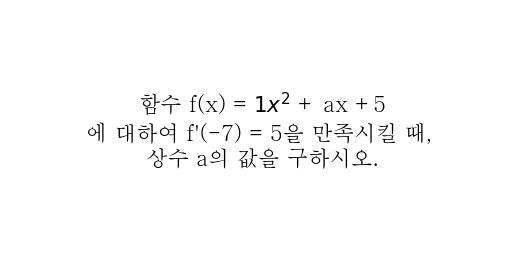 함수 f(x) = 1x² + ax + 5
에 대하여 f'(-7) = 5을 만족시킬 때,
상수 a의 값을 구하시오.